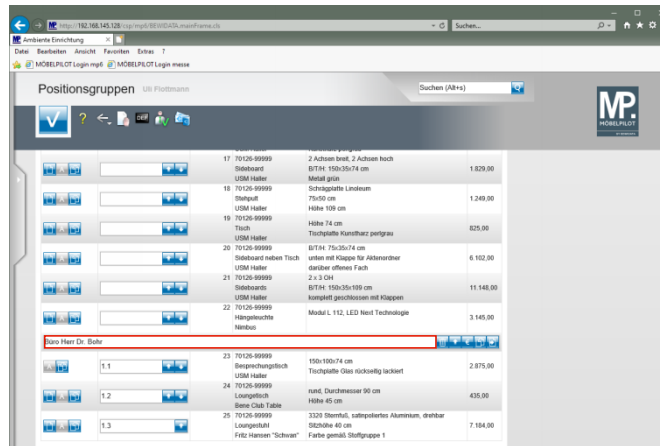 http://192.168.145.128/csp/mp6/BEWIDATA.mainFrame.cls
Suchen...
Ambiente Einrichtung
Datei Bearbeiten Ansicht Favoriten Extras ?
MÖBELPILOT Login mp6 MÖBELPILOT Login messe
Positionsgruppen Uli Flottmann
Suchen (Alt+s)
MP.
MÖBELPILOT
17 70126-99999 2 Achsen breit, 2 Achsen hoch
Sideboard B/T/H: 150x35x74 cm 1.829,00
USM Haller Metall grün
18 70126-99999 Schrägplatte Linoleum
Stehpult 75x50 cm 1.249,00
USM Haller Höhe 109 cm
19 70126-99999
Tisch Höhe 74 cm 825,00
USM Haller Tischplatte Kunstharz perlgrau
20 70126-99999 B/T/H: 75x35x74 cm
Sideboard neben Tisch unten mit Klappe für Aktenordner 6.102,00
USM Haller darüber offenes Fach
21 70126-99999 2 x 3 OH
Sideboards B/T/H: 150x35x109 cm 11.148,00
USM Haller komplett geschlossen mit Klappen
22 70126-99999
Hängeleuchte Modul L 112, LED Next Technologie 3.145,00
Nimbus
Büro Herr Dr. Bohr
23 70126-99999
1.1 Besprechungstisch 150x100x74 cm 2.875,00
USM Haller Tischplatte Glas rückseitig lackiert
24 70126-99999
1.2 Loungetisch rund, Durchmesser 90 cm 435,00
Bene Club Table Höhe 45 cm
25 70126-99999 3320 Sternfuß, satinpoliertes Aluminium, drehbar
1.3 Loungestuhl Sitzhöhe 40 cm 7.184,00
Fritz Hansen "Schwan" Farbe gemäß Stoffgruppe 1